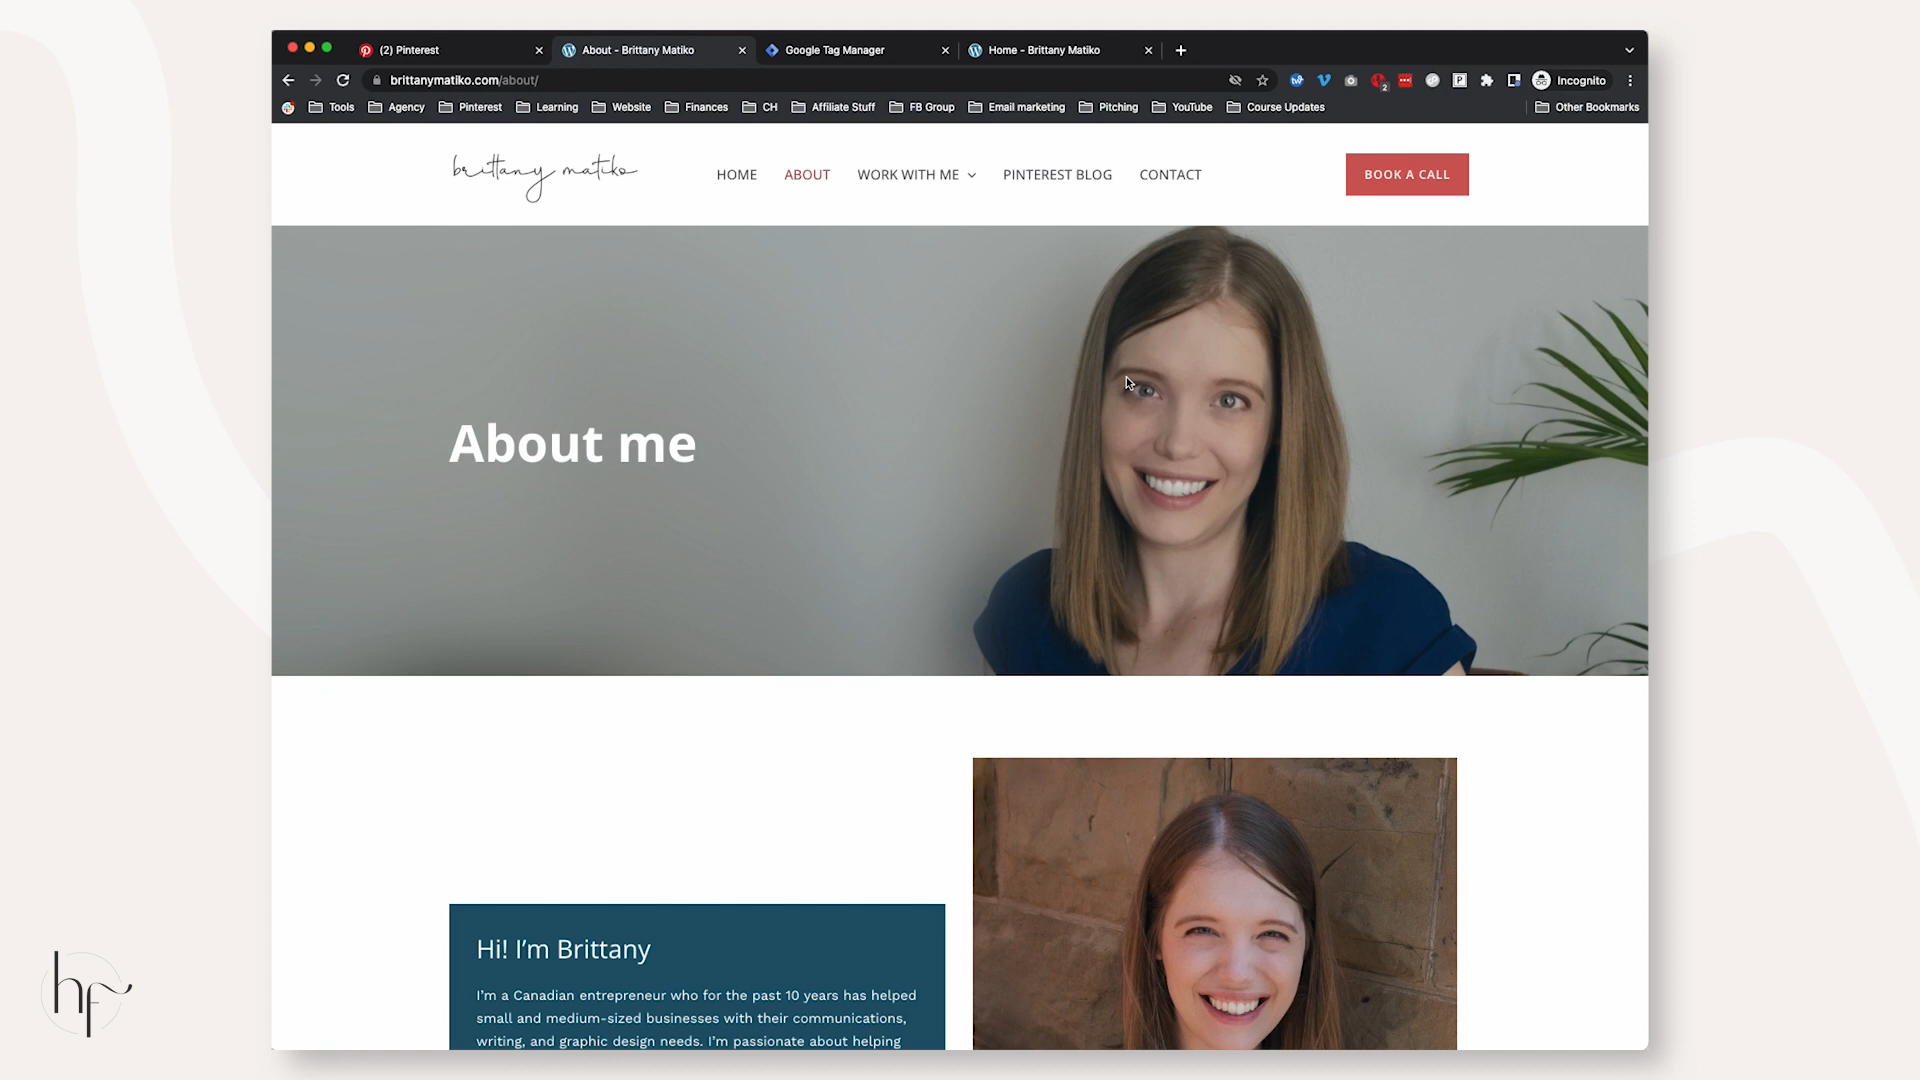 (2) Pinterest
About - Brittany Matiko
Google Tag Manager
Home - Brittany Matiko
brittanymatiko.com/about/
2
Incognito
Tools
Agency
Pinterest
Learning
Website
Finances
CH
Affiliate Stuff
FB Group
Email marketing
Pitching
YouTube
Course Updates
Other Bookmarks
brittany matiko
HOME
ABOUT
WORK WITH ME
PINTEREST BLOG
CONTACT
BOOK A CALL
About me
Hi! I'm Brittany
I'm a Canadian entrepreneur who for the past 10 years has helped
small and medium-sized businesses with their communications,
writing, and graphic design needs. I'm passionate about helping
hf